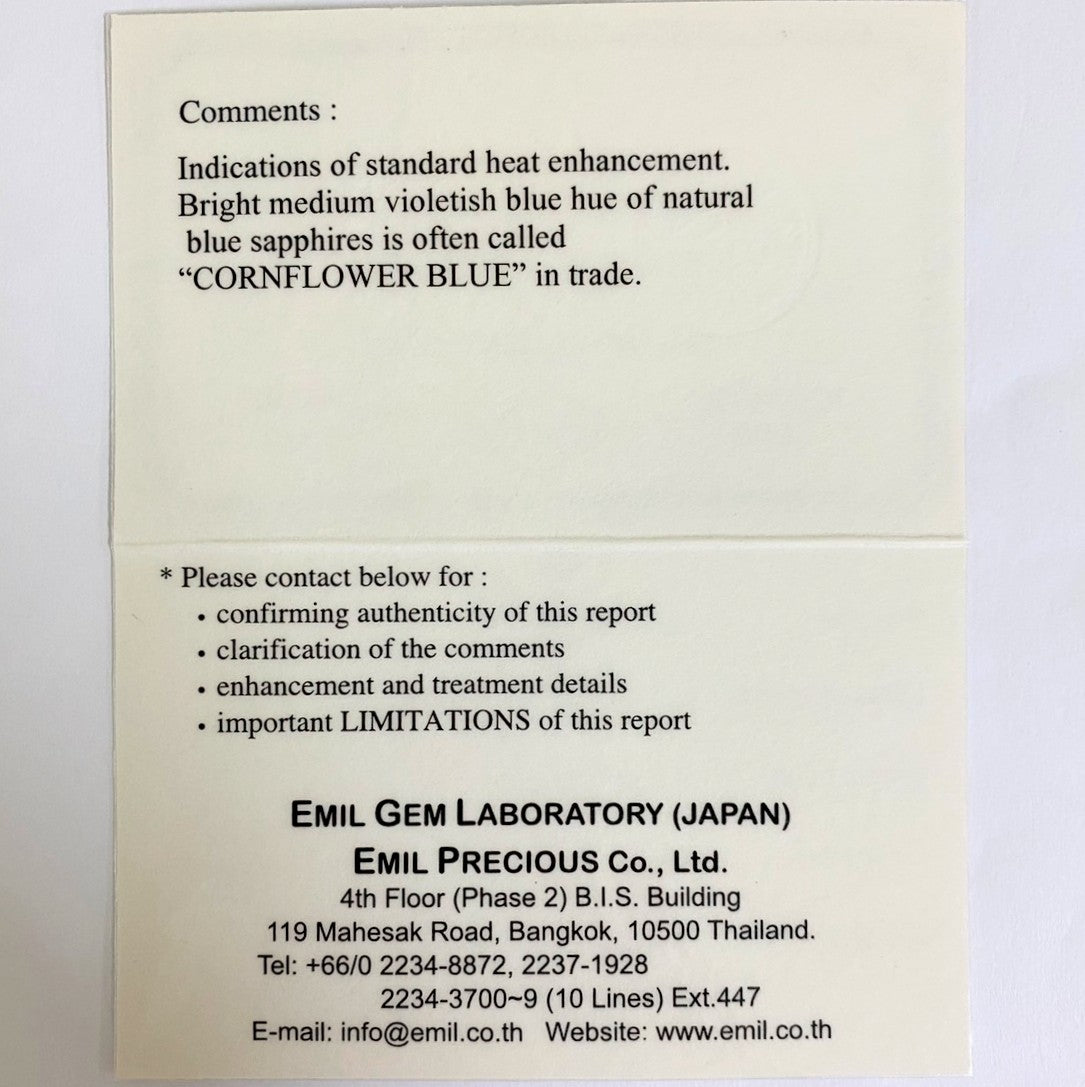 Comments :
Indications of standard heat enhancement.
Bright medium violetish blue hue of natural
blue sapphires is often called
“CORNFLOWER BLUE” in trade.
* Please contact below for :
• confirming authenticity of this report
• clarification of the comments
• enhancement and treatment details
• important LIMITATIONS of this report
EMIL GEM LABORATORY (JAPAN)
EMIL PRECIOUS Co., Ltd.
4th Floor (Phase 2) B.I.S. Building
119 Mahesak Road, Bangkok, 10500 Thailand.
Tel: +66/0 2234-8872, 2237-1928
2234-3700~9 (10 Lines) Ext.447
E-mail: info@emil.co.th Website: www.emil.co.th